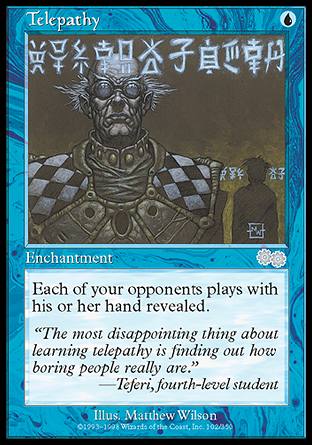 Telepathy
Enchantment
Each of your opponents plays with
his or her hand revealed.
“The most disappointing thing about
learning telepathy is finding out how
boring people really are.”
—Teferi, fourth-level student
Illus. Matthew Wilson
©1993–1998 Wizards of the Coast, Inc. 102/350